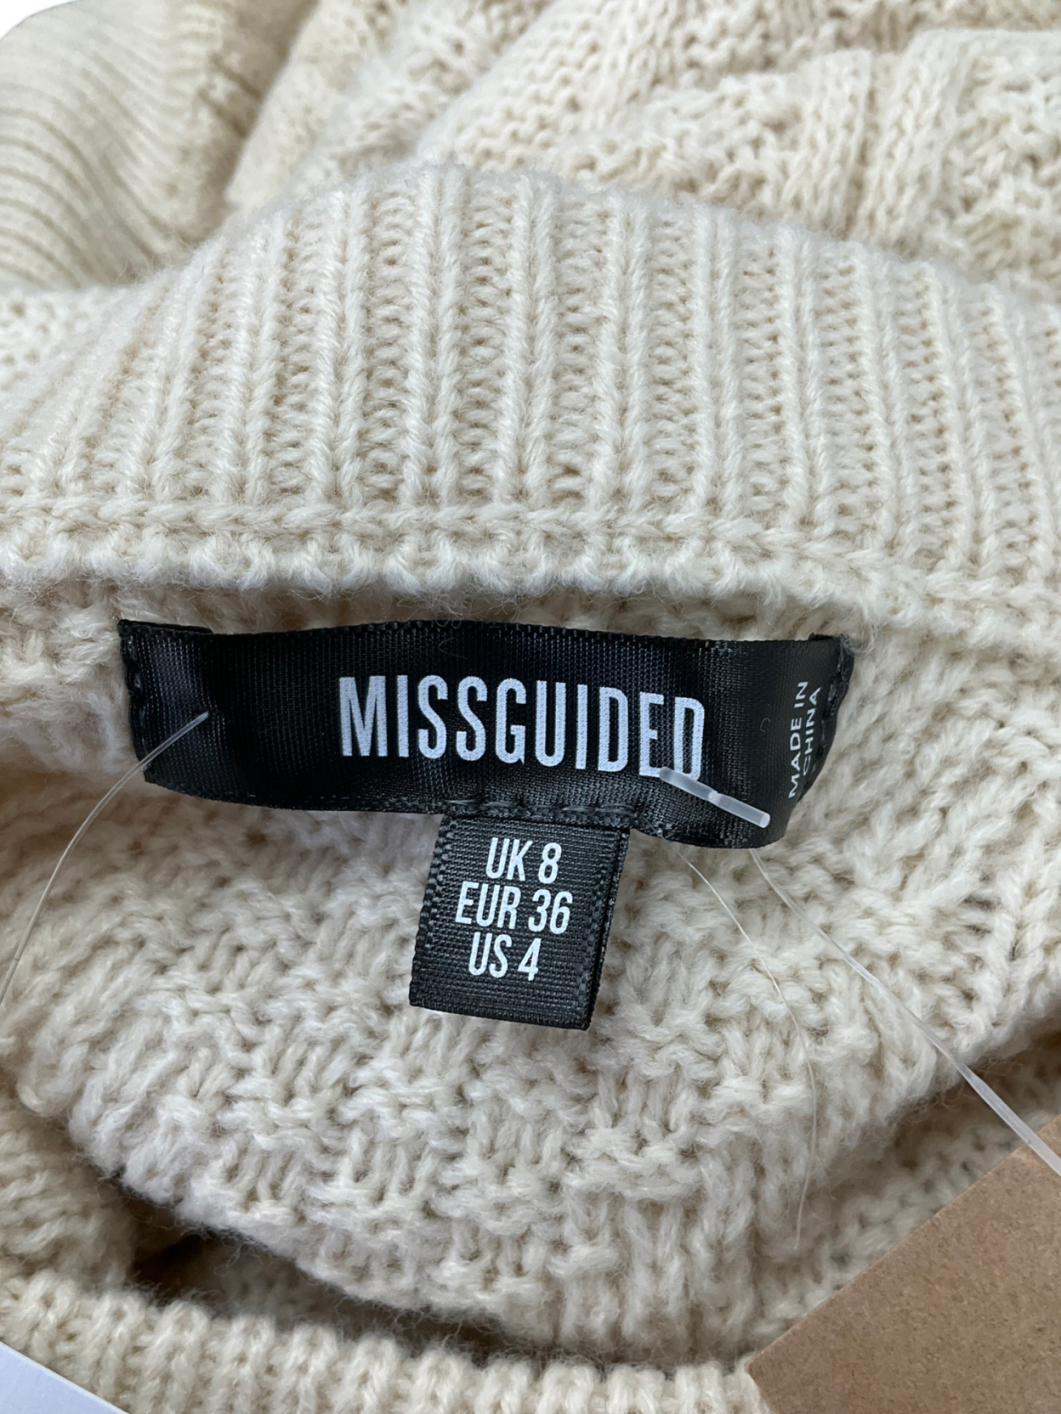 MISSGUIDED
MADE IN
CHINA
UK 8
EUR 36
US 4